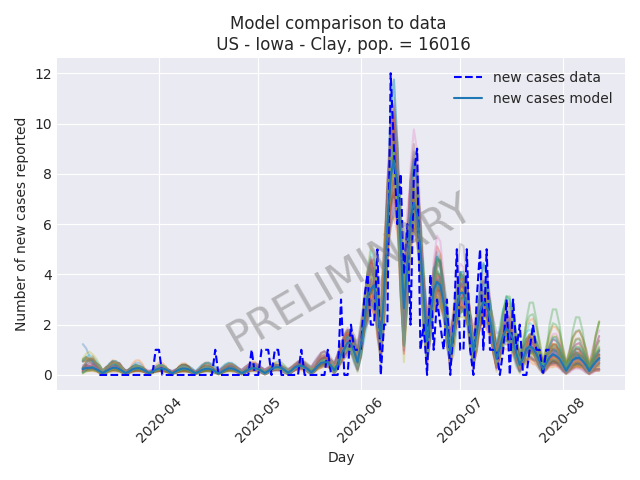 Model comparison to data
US - Iowa - Clay, pop. = 16016
new cases data
new cases model
12
10
8
6
4
2
0
Number of new cases reported
PRELIMINARY
2020-04
2020-05
2020-06
2020-07
2020-08
Day